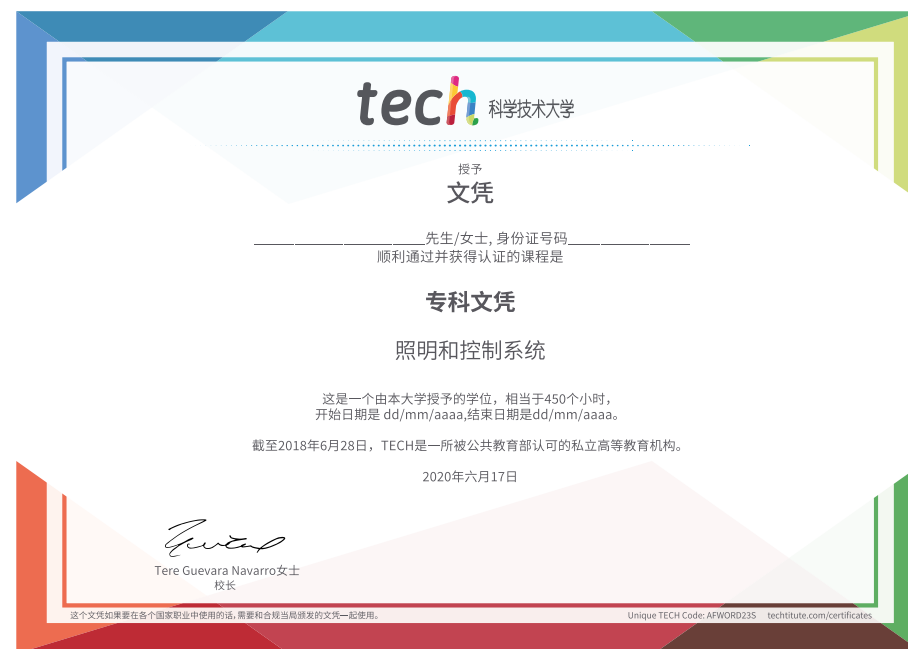 tech 科学技术大学
授予
文凭
先生/女士, 身份证号码
顺利通过并获得认证的课程是
专科文凭
照明和控制系统
这是一个由本大学授予的学位，相当于450个小时，
开始日期是 dd/mm/aaaa,结束日期是dd/mm/aaaa。
截至2018年6月28日，TECH是一所被公共教育部认可的私立高等教育机构。
2020年六月17日
Tere Guevara Navarro女士
校长
这个文凭如果要在各个国家职业中使用的话,需要和合规当局颁发的文凭一起使用。
Unique TECH Code: AFWORD23S techtitute.com/certificates